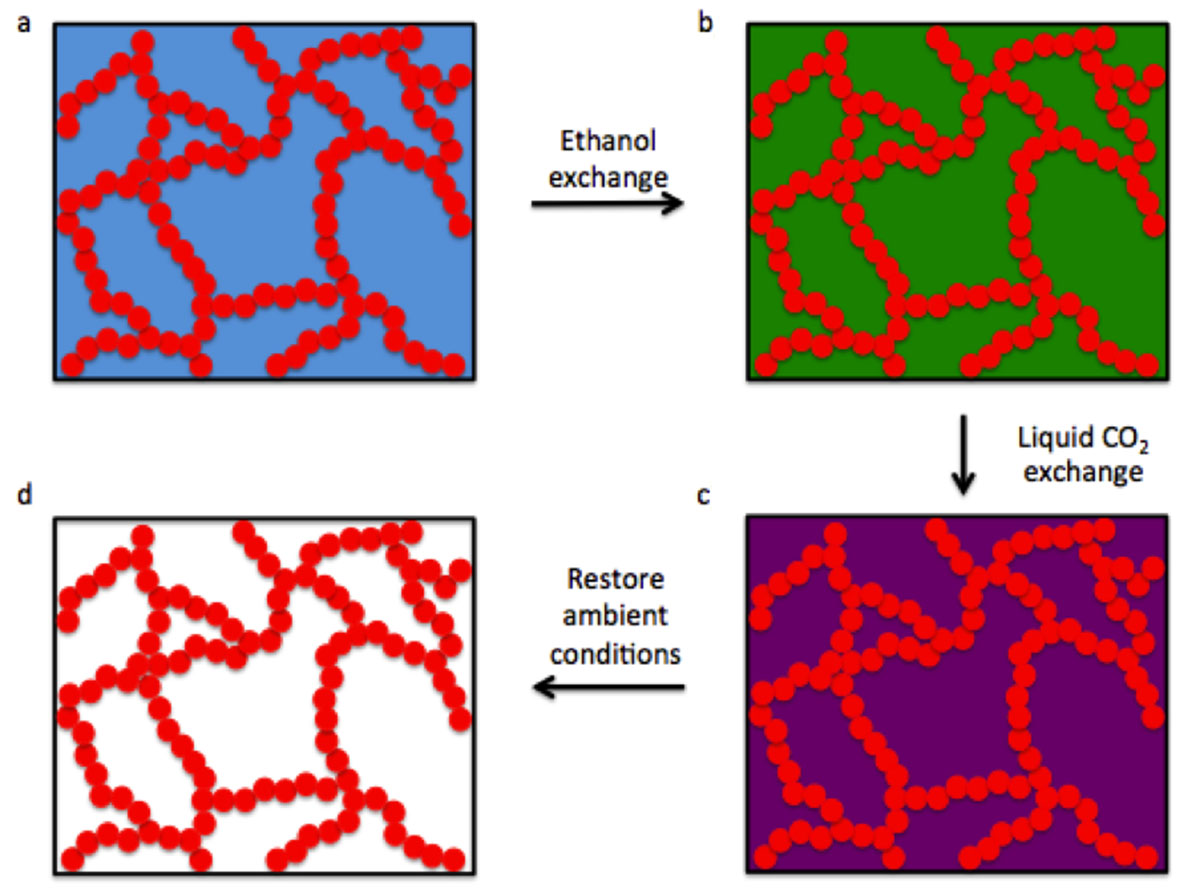 a
b
Ethanol
exchange
Liquid CO₂
exchange
d
c
Restore
ambient
conditions